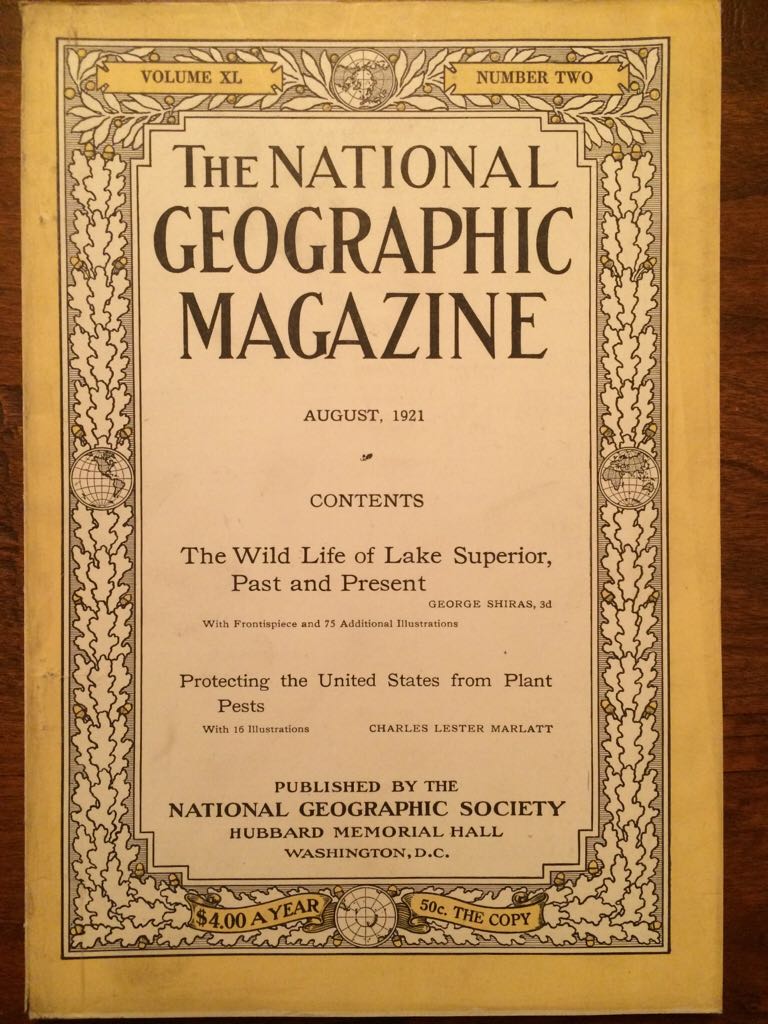 VOLUME XL
NUMBER TWO
THE NATIONAL
GEOGRAPHIC
MAGAZINE
AUGUST, 1921
CONTENTS
The Wild Life of Lake Superior,
Past and Present
GEORGE SHIRAS, 3d
With Frontispiece and 75 Additional Illustrations
Protecting the United States from Plant
Pests
With 16 Illustrations CHARLES LESTER MARLATT
PUBLISHED BY THE
NATIONAL GEOGRAPHIC SOCIETY
HUBBARD MEMORIAL HALL
WASHINGTON, D.C.
$4.00 A YEAR
50c. THE COPY